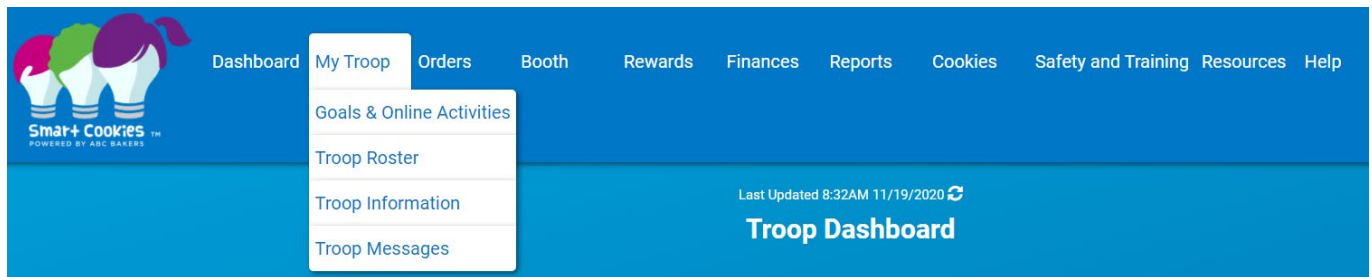 Dashboard My Troop Orders Booth Rewards Finances Reports Cookies Safety and Training Resources Help
Goals & Online Activities
Troop Roster
Troop Information
Troop Messages
Smart Cookies TM
POWERED BY ABC BAKERS
Last Updated 8:32AM 11/19/2020
Troop Dashboard